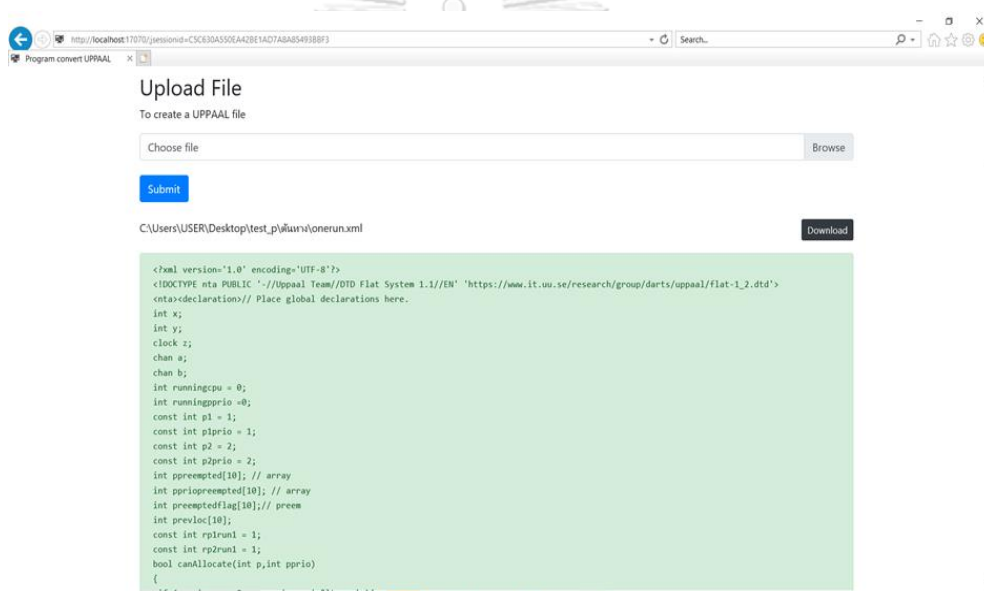 http://localhost:17070/;jsessionid=C5C630A550EA42BE1AD7A8A85493BBF3
Search...
Program convert UPPAAL
Upload File
To create a UPPAAL file
Choose file
Browse
Submit
C:\Users\USER\Desktop\test_p\ต้นทาง\onerun.xml
Download
<?xml version='1.0' encoding='UTF-8'?>
<!DOCTYPE nta PUBLIC '-//Uppaal Team//DTD Flat System 1.1//EN' 'https://www.it.uu.se/research/group/darts/uppaal/flat-1_2.dtd'>
<nta><declaration>// Place global declarations here.
int x;
int y;
clock z;
chan a;
chan b;
int runningcpu = 0;
int runningpprio =0;
const int p1 = 1;
const int p1prio = 1;
const int p2 = 2;
const int p2prio = 2;
int ppreempted[10]; // array
int ppriopreempted[10]; // array
int preemptedflag[10];// preem
int prevloc[10];
const int rp1run1 = 1;
const int rp2run1 = 1;
bool canAllocate(int p,int pprio)
{